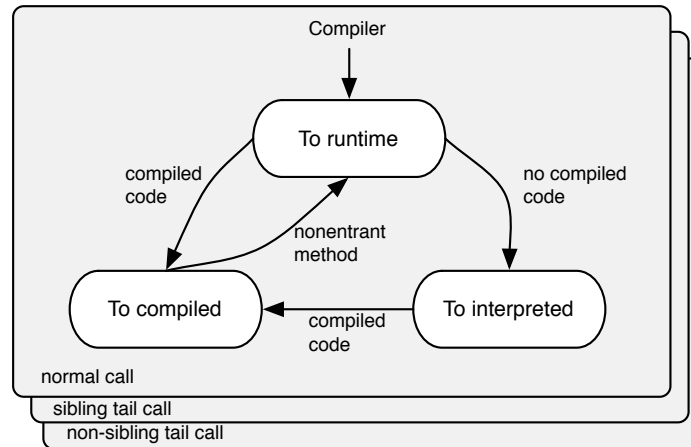 Compiler
To runtime
compiled
code
no compiled
code
nonentrant
method
To compiled
To interpreted
compiled
code
normal call
sibling tail call
non-sibling tail call